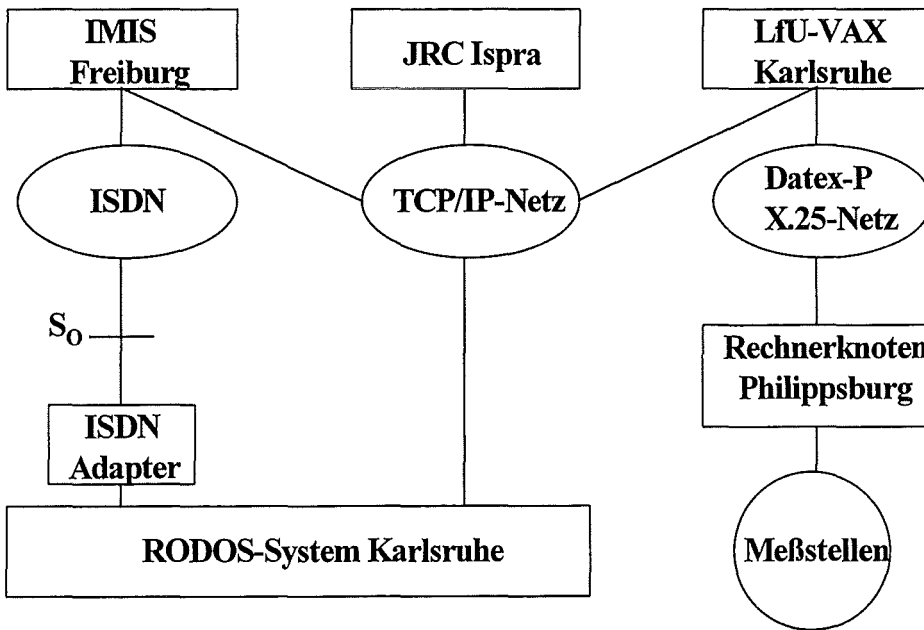 IMIS
Freiburg
JRC Ispra
LfU-VAX
Karlsruhe
ISDN
TCP/IP-Netz
Datex-P
X.25-Netz
S₀
Rechnerknoten
Philippsburg
ISDN
Adapter
RODOS-System Karlsruhe
Meßstellen